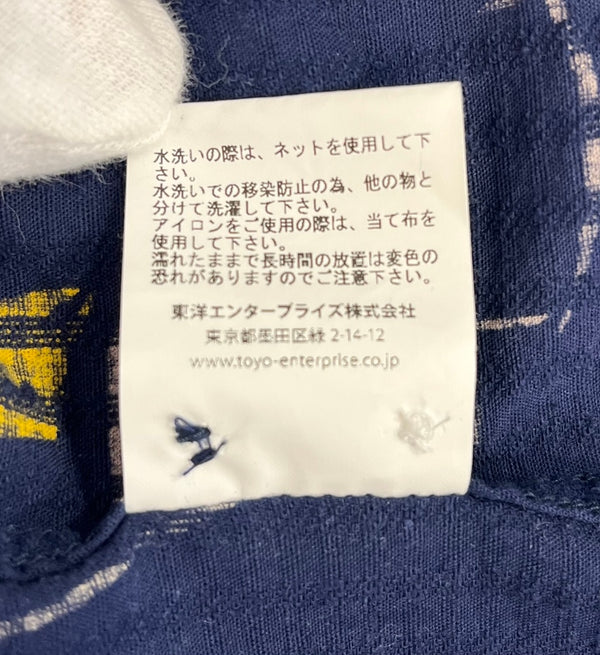 水洗いの際は、ネットを使用して下
さい。
水洗いでの移染防止の為、他の物と
分けて洗濯して下さい。
アイロンをご使用の際は、当て布を
使用して下さい。
濡れたままで長時間の放置は変色の
恐れがありますのでご注意下さい。
東洋エンタープライズ株式会社
東京都墨田区緑 2-14-12
www.toyo-enterprise.co.jp